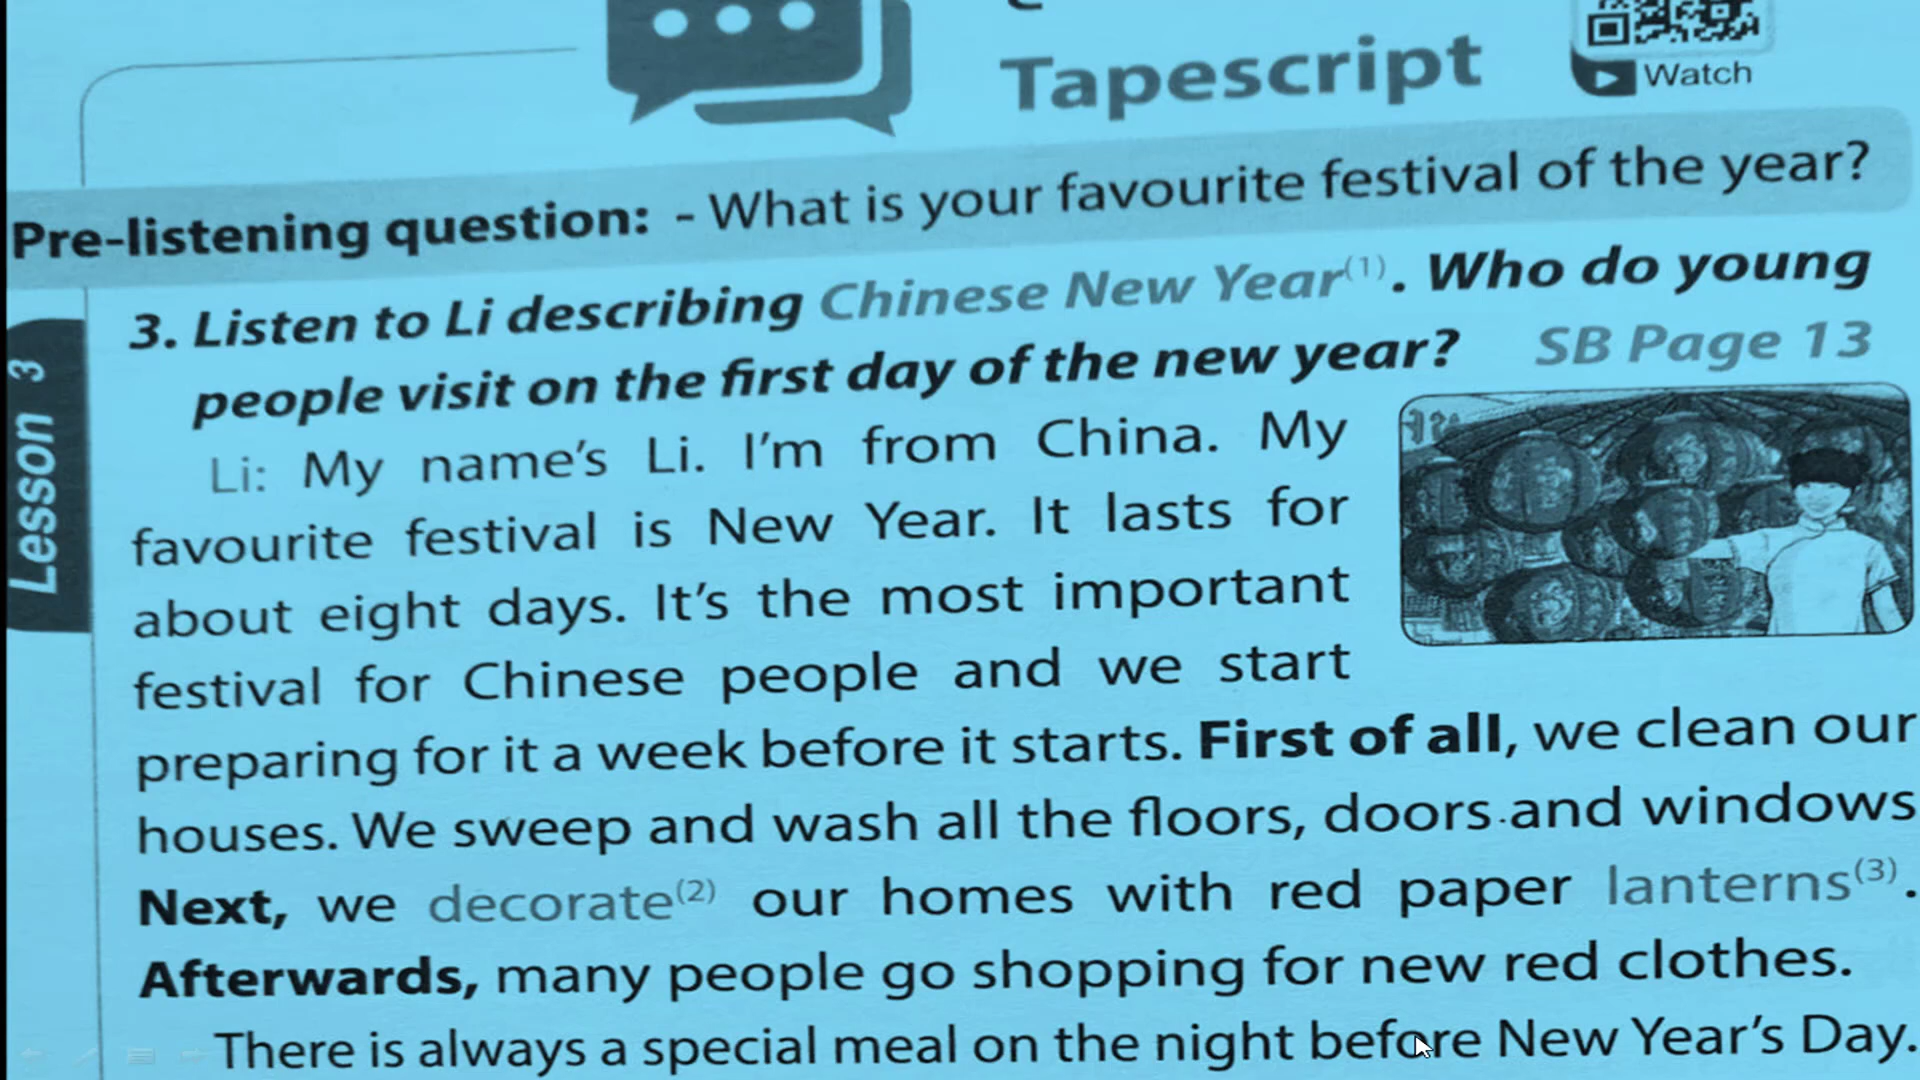 Tapescript
Watch
Pre-listening question: - What is your favourite festival of the year?
3. Listen to Li describing Chinese New Year(1). Who do young
people visit on the first day of the new year? SB Page 13
Lesson 3
Li: My name's Li. I'm from China. My
favourite festival is New Year. It lasts for
about eight days. It's the most important
festival for Chinese people and we start
preparing for it a week before it starts. First of all, we clean our
houses. We sweep and wash all the floors, doors and windows
Next, we decorate(2) our homes with red paper lanterns(3).
Afterwards, many people go shopping for new red clothes.
There is always a special meal on the night before New Year's Day.